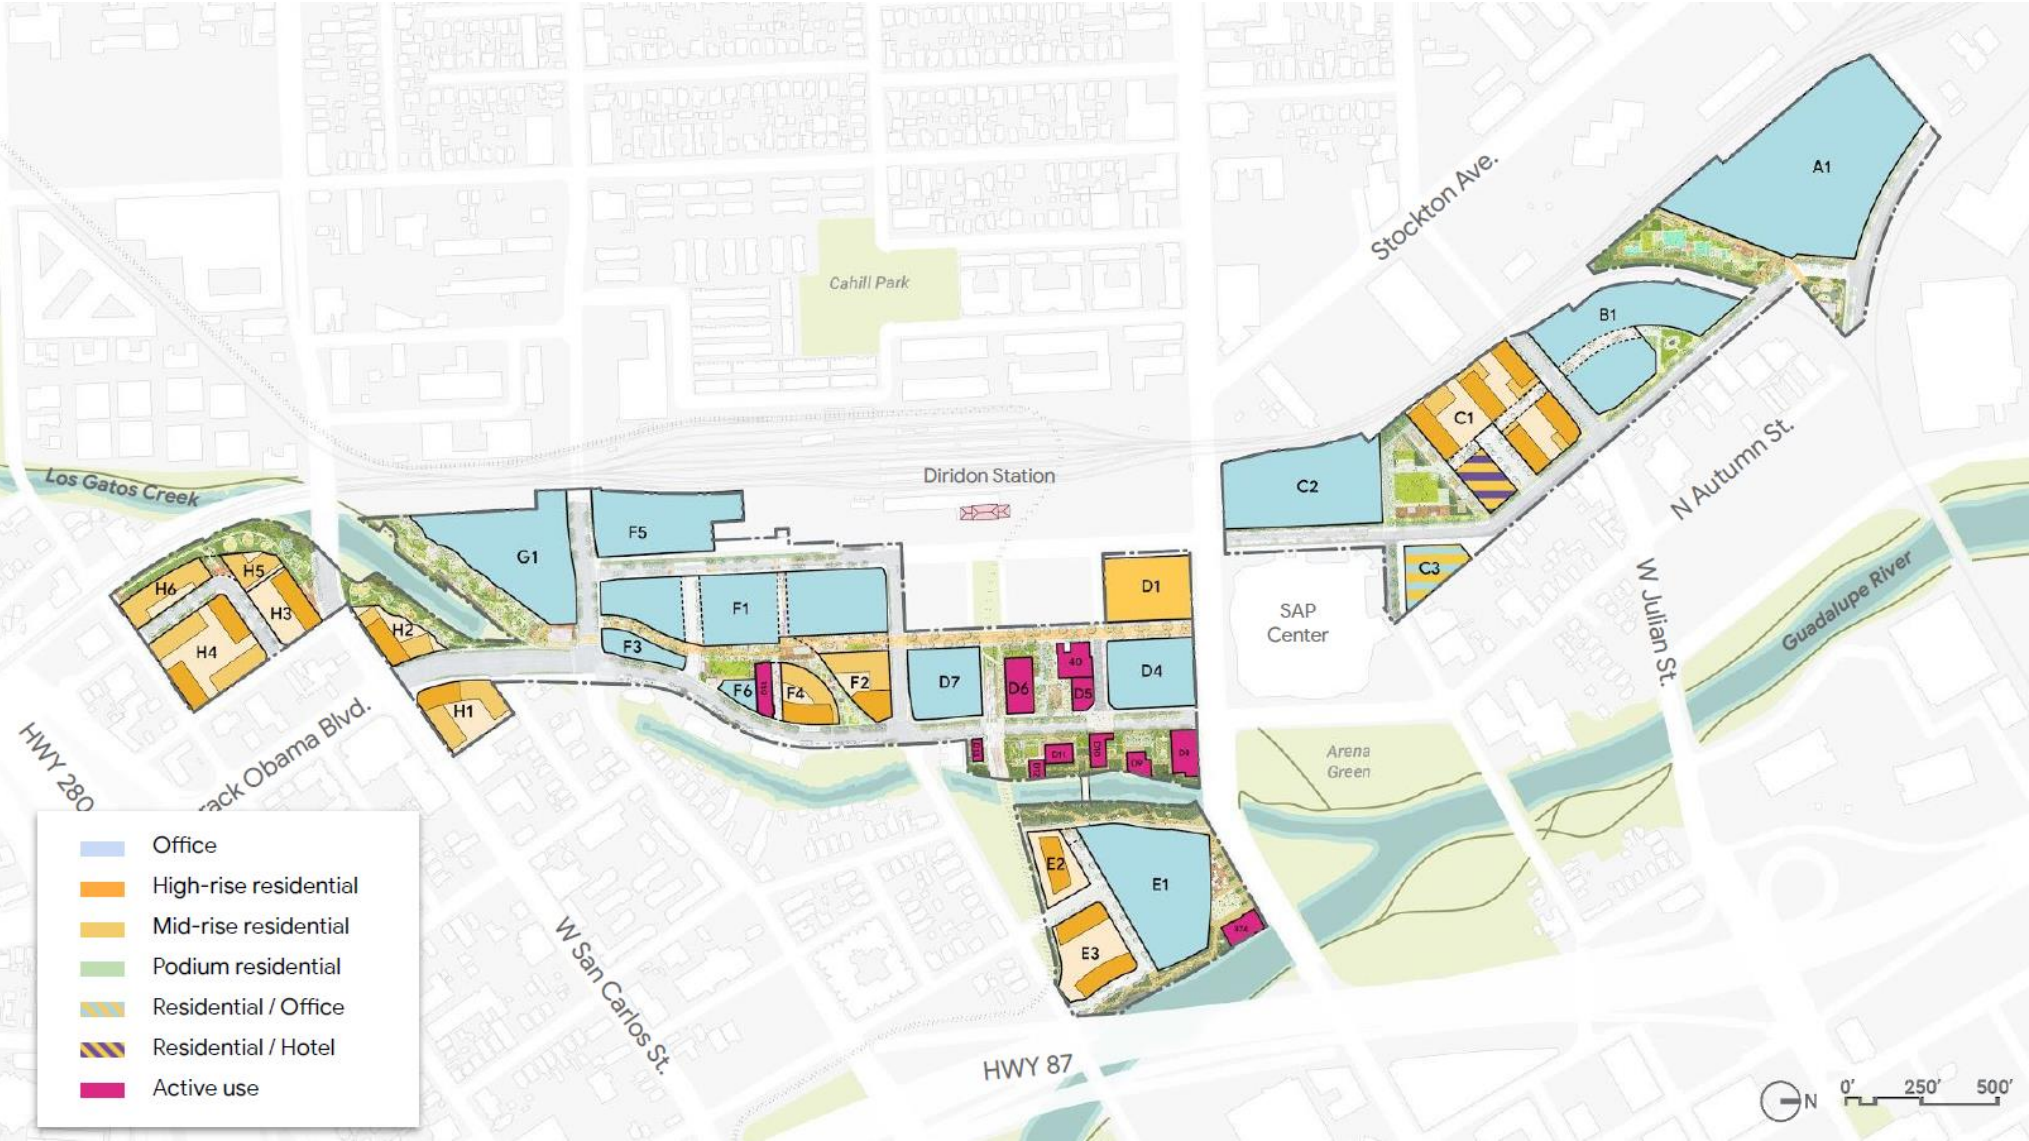 A1
Stockton Ave.
Cahill Park
B1
C1
N Autumn St.
Los Gatos Creek
Diridon Station
C2
F5
G1
C3
H5
H6
D1
F1
SAP
Center
H3
H2
W Julian St.
Guadalupe River
H4
F3
D4
D7
D6
D5
F6
F4
F2
H1
Arena
Green
HWY 280
rack Obama Blvd.
D11
D10
D9
E2
E1
E3
W San Carlos St.
HWY 87
Office
High-rise residential
Mid-rise residential
Podium residential
Residential / Office
Residential / Hotel
Active use
N
0'
250'
500'